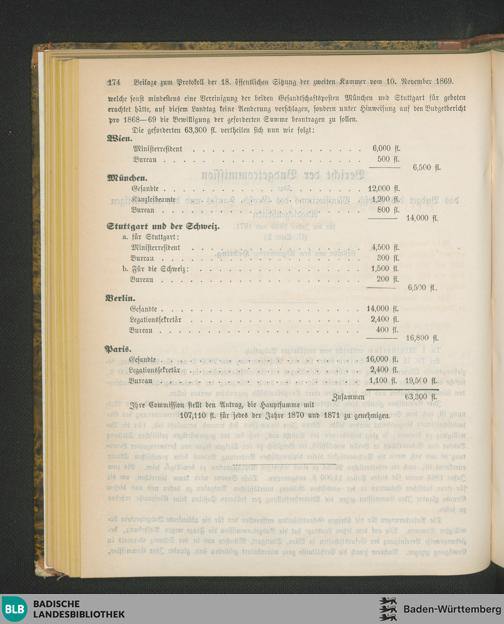 174 Beilage zum Protokoll der 18. öffentlichen Sitzung der zweiten Kammer vom 10. November 1869.
welche sonst mindestens eine Vereinigung der beiden Gesandtschaftsposten München und Stuttgart für geboten
erachtet hätte, auf diesem Landtag keine Aenderung vorschlagen, sondern unter Hinweisung auf den Budgetbericht
pro 1868—69 die Bewilligung der geforderten Summe beantragen zu sollen.
Die geforderten 63,300 fl. vertheilen sich nun wie folgt:
Wien.
Ministerresident . . . 6,000 fl.
Bureau . . . 500 fl.
6,500 fl.
München.
Gesandte . . . 12,000 fl.
Kanzleibeamte . . . 1,200 fl.
Bureau . . . 800 fl.
14,000 fl.
Stuttgart und der Schweiz.
a. für Stuttgart:
Ministerresident . . . 4,500 fl.
Bureau . . . 300 fl.
b. Für die Schweiz: . . . 1,500 fl.
Bureau . . . 200 fl.
6,500 fl.
Berlin.
Gesandte . . . 14,000 fl.
Legationssekretär . . . 2,400 fl.
Bureau . . . 400 fl.
16,800 fl.
Paris.
Gesandte . . . 16,000 fl.
Legationssekretär . . . 2,400 fl.
Bureau . . . 1,100 fl. 19,500 fl.
Zusammen 63,300 fl.
Ihre Commission stellt den Antrag, die Hauptsumme mit
107,110 fl. für jedes der Jahre 1870 und 1871 zu genehmigen.
BLB BADISCHE
LANDESBIBLIOTHEK
Baden-Württemberg